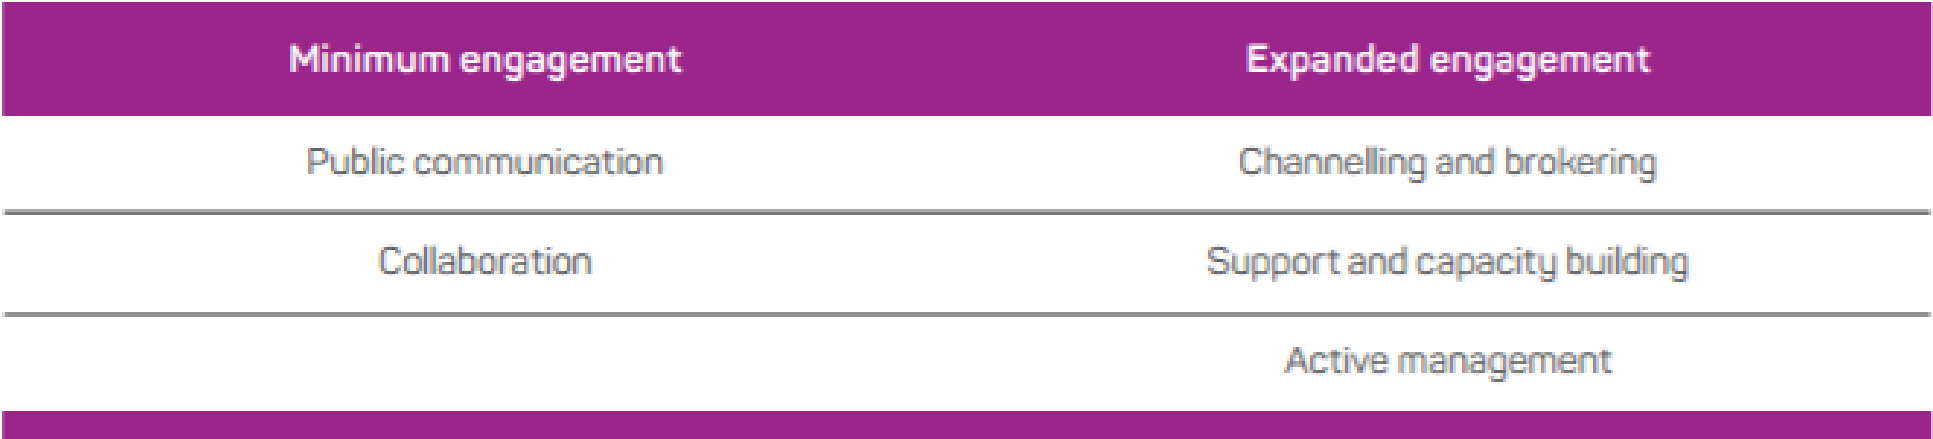 Minimum engagement Expanded engagement
Public communication Channelling and brokering
Collaboration Support and capacity building
Active management